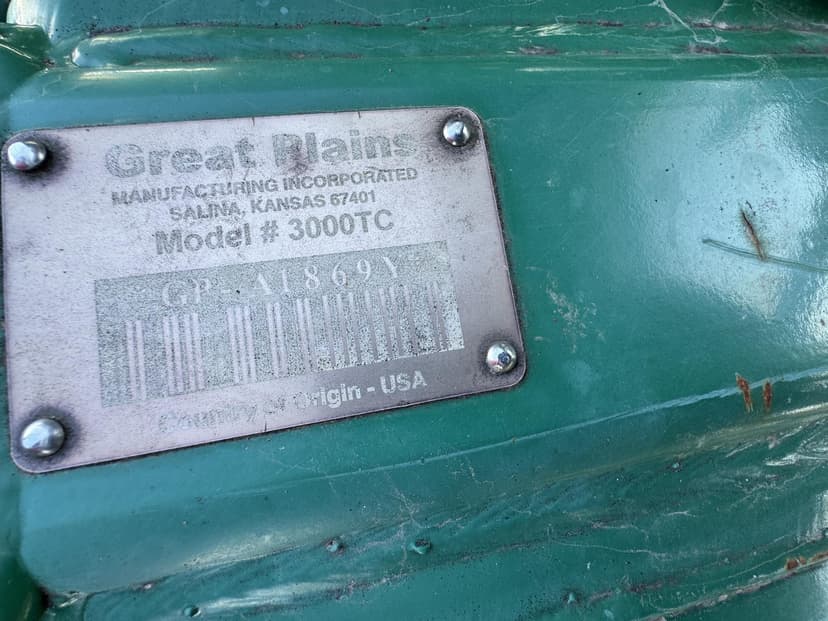 Great Plains
MANUFACTURING INCORPORATED
SALINA, KANSAS 67401
Model # 3000TC
GP-A1869Y
Country of Origin - USA